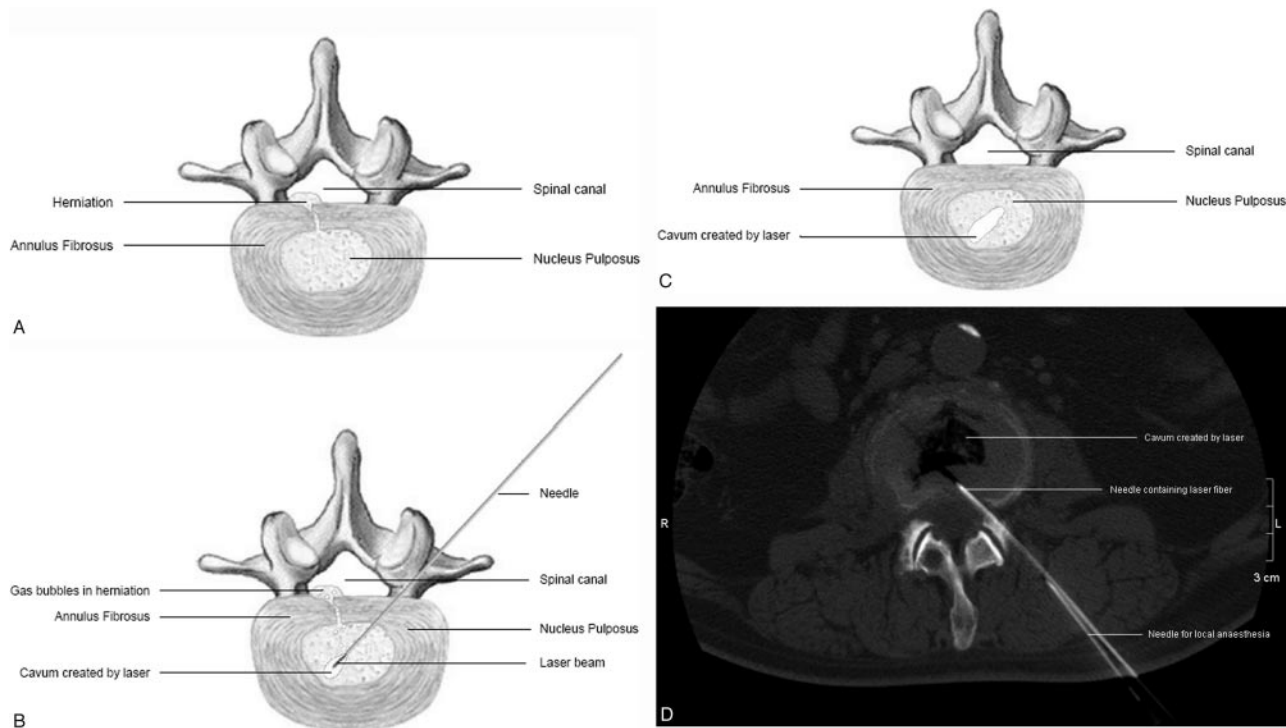 Herniation
Annulus Fibrosus
Spinal canal
Nucleus Pulposus
A
Needle
Gas bubbles in herniation
Annulus Fibrosus
Cavum created by laser
Spinal canal
Nucleus Pulposus
Laser beam
B
Spinal canal
Annulus Fibrosus
Nucleus Pulposus
Cavum created by laser
C
Cavum created by laser
Needle containing laser fiber
R
L
3 cm
Needle for local anaesthesia
D